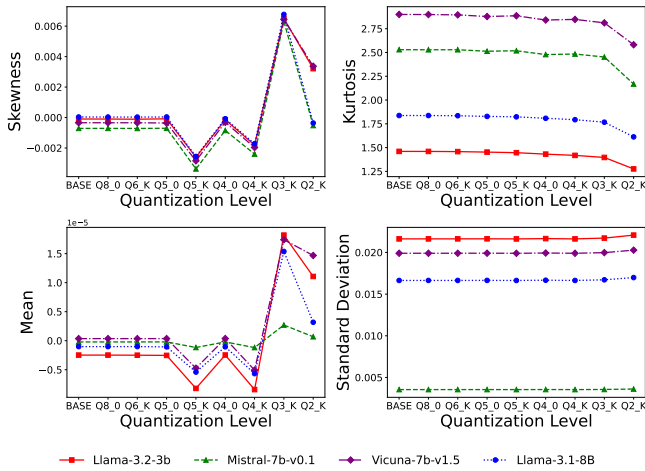 Skewness
0.006
0.004
0.002
0.000
−0.002
BASE Q8_0 Q6_K Q5_0 Q5_K Q4_0 Q4_K Q3_K Q2_K
Quantization Level
Kurtosis
2.75
2.50
2.25
2.00
1.75
1.50
1.25
BASE Q8_0 Q6_K Q5_0 Q5_K Q4_0 Q4_K Q3_K Q2_K
Quantization Level
Mean
1e−5
1.5
1.0
0.5
0.0
−0.5
BASE Q8_0 Q6_K Q5_0 Q5_K Q4_0 Q4_K Q3_K Q2_K
Quantization Level
Standard Deviation
0.020
0.015
0.010
0.005
BASE Q8_0 Q6_K Q5_0 Q5_K Q4_0 Q4_K Q3_K Q2_K
Quantization Level
Llama-3.2-3b Mistral-7b-v0.1 Vicuna-7b-v1.5 Llama-3.1-8B